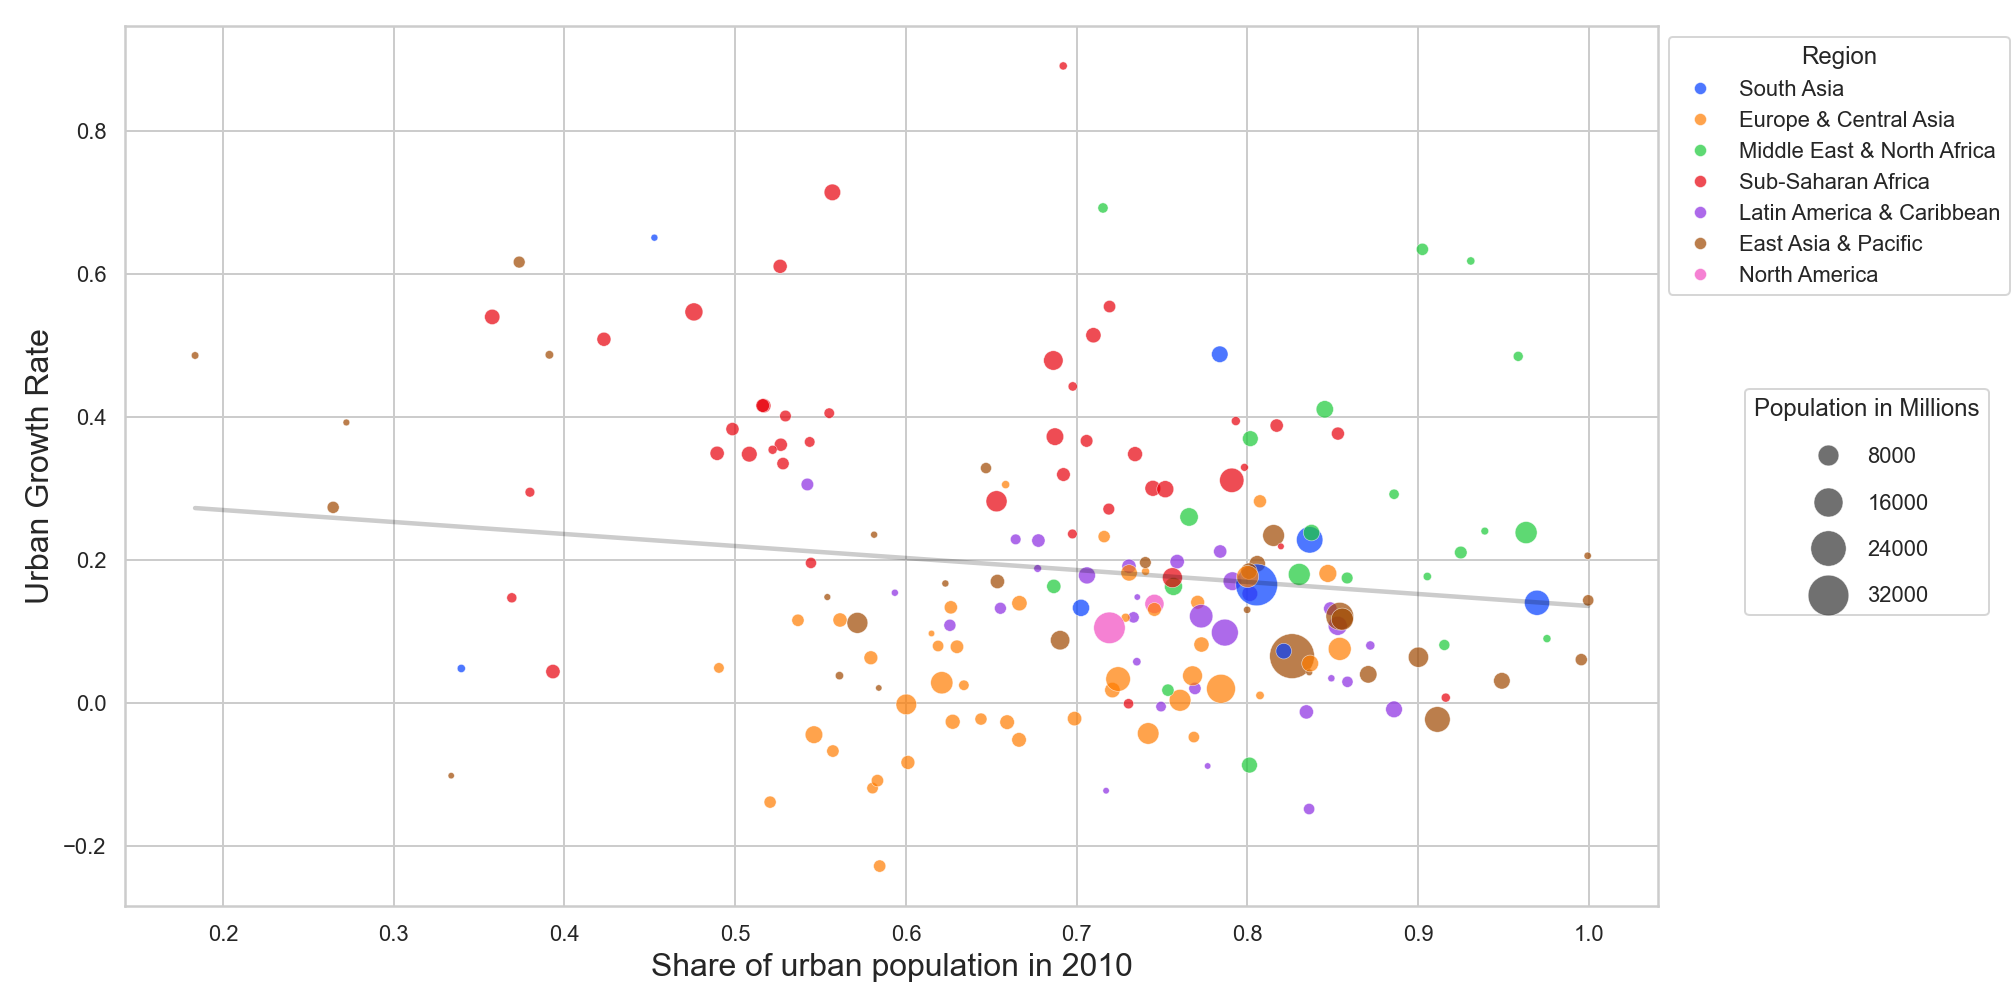 Region
South Asia
Europe & Central Asia
Middle East & North Africa
Sub-Saharan Africa
Latin America & Caribbean
East Asia & Pacific
North America
Population in Millions
8000
16000
24000
32000
Urban Growth Rate
0.8
0.6
0.4
0.2
0.0
−0.2
0.2 0.3 0.4 0.5 0.6 0.7 0.8 0.9 1.0
Share of urban population in 2010